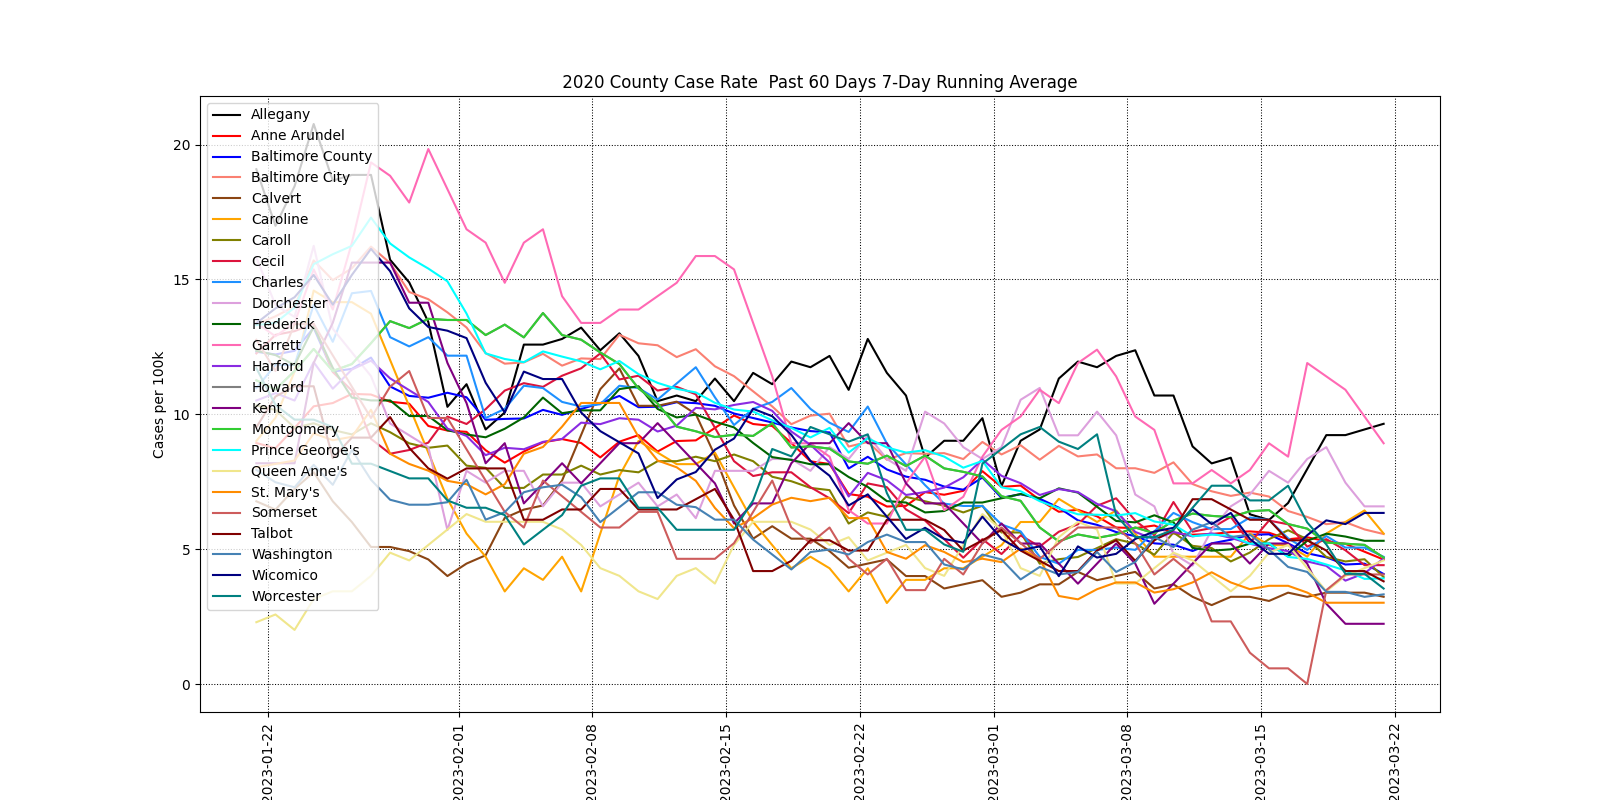 2020 County Case Rate  Past 60 Days 7-Day Running Average
Cases per 100k
20
15
10
5
0
Allegany
Anne Arundel
Baltimore County
Baltimore City
Calvert
Caroline
Caroll
Cecil
Charles
Dorchester
Frederick
Garrett
Harford
Howard
Kent
Montgomery
Prince George's
Queen Anne's
St. Mary's
Somerset
Talbot
Washington
Wicomico
Worcester
2023-01-22
2023-02-01
2023-02-08
2023-02-15
2023-02-22
2023-03-01
2023-03-08
2023-03-15
2023-03-22